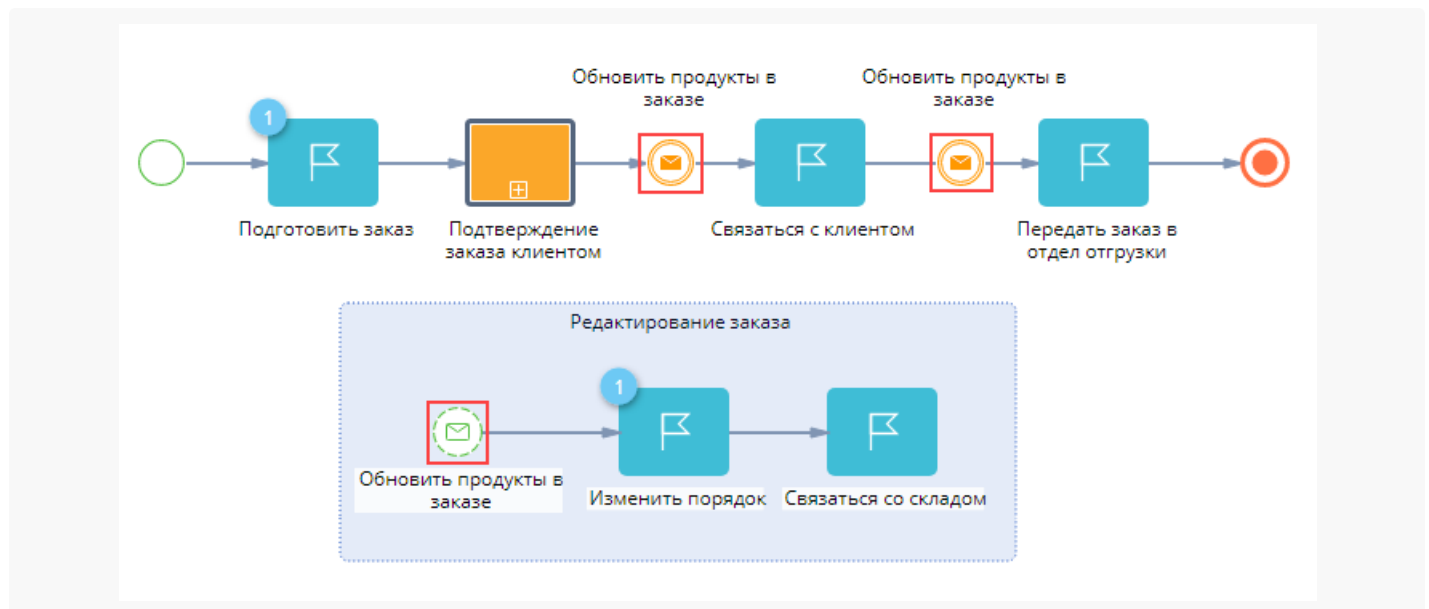 Обновить продукты в
заказе
Обновить продукты в
заказе
1
Подготовить заказ
Подтверждение
заказа клиентом
Связаться с клиентом
Передать заказ в
отдел отгрузки
Редактирование заказа
1
Обновить продукты в
заказе
Изменить порядок
Связаться со складом